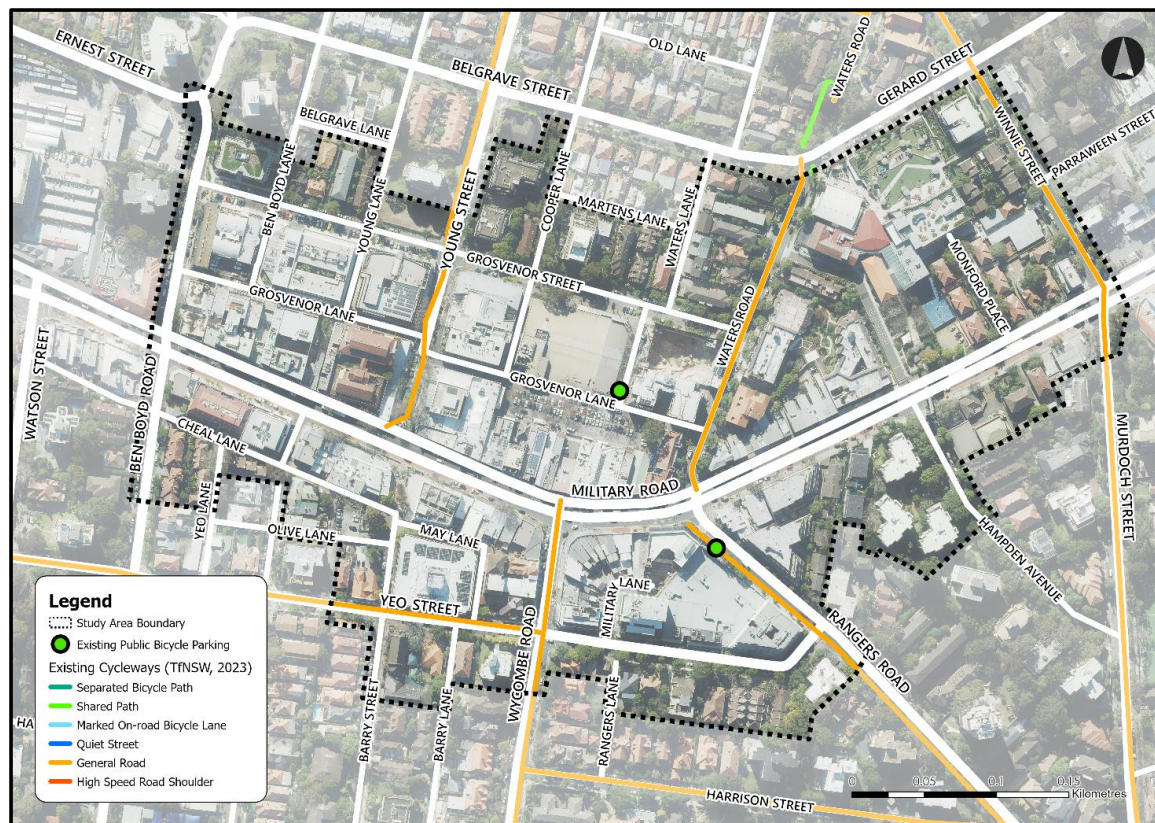 ERNEST STREET
OLD LANE
WATERS ROAD
GERARD STREET
BELGRAVE STREET
BELGRAVE LANE
BEN BOYD LANE
YOUNG LANE
YOUNG STREET
COOPER LANE
MARTENS LANE
WATERS LANE
WINNIE STREET
PARRAWEEN STREET
MONFORD PLACE
GROSVENOR STREET
GROSVENOR LANE
WATERS ROAD
WATSON STREET
BEN BOYD ROAD
GROSVENOR LANE
CHEAL LANE
MILITARY ROAD
MURDOCH STREET
YEO LANE
OLIVE LANE
MAY LANE
HAMPDEN AVENUE
MILITARY LANE
YEO STREET
WYCOMBE ROAD
RANGERS ROAD
BARRY STREET
BARRY LANE
RANGERS LANE
HARRISON STREET
HA
Legend
Study Area Boundary
Existing Public Bicycle Parking
Existing Cycleways (TfNSW, 2023)
Separated Bicycle Path
Shared Path
Marked On-road Bicycle Lane
Quiet Street
General Road
High Speed Road Shoulder
0 0.05 0.1 0.15
Kilometres